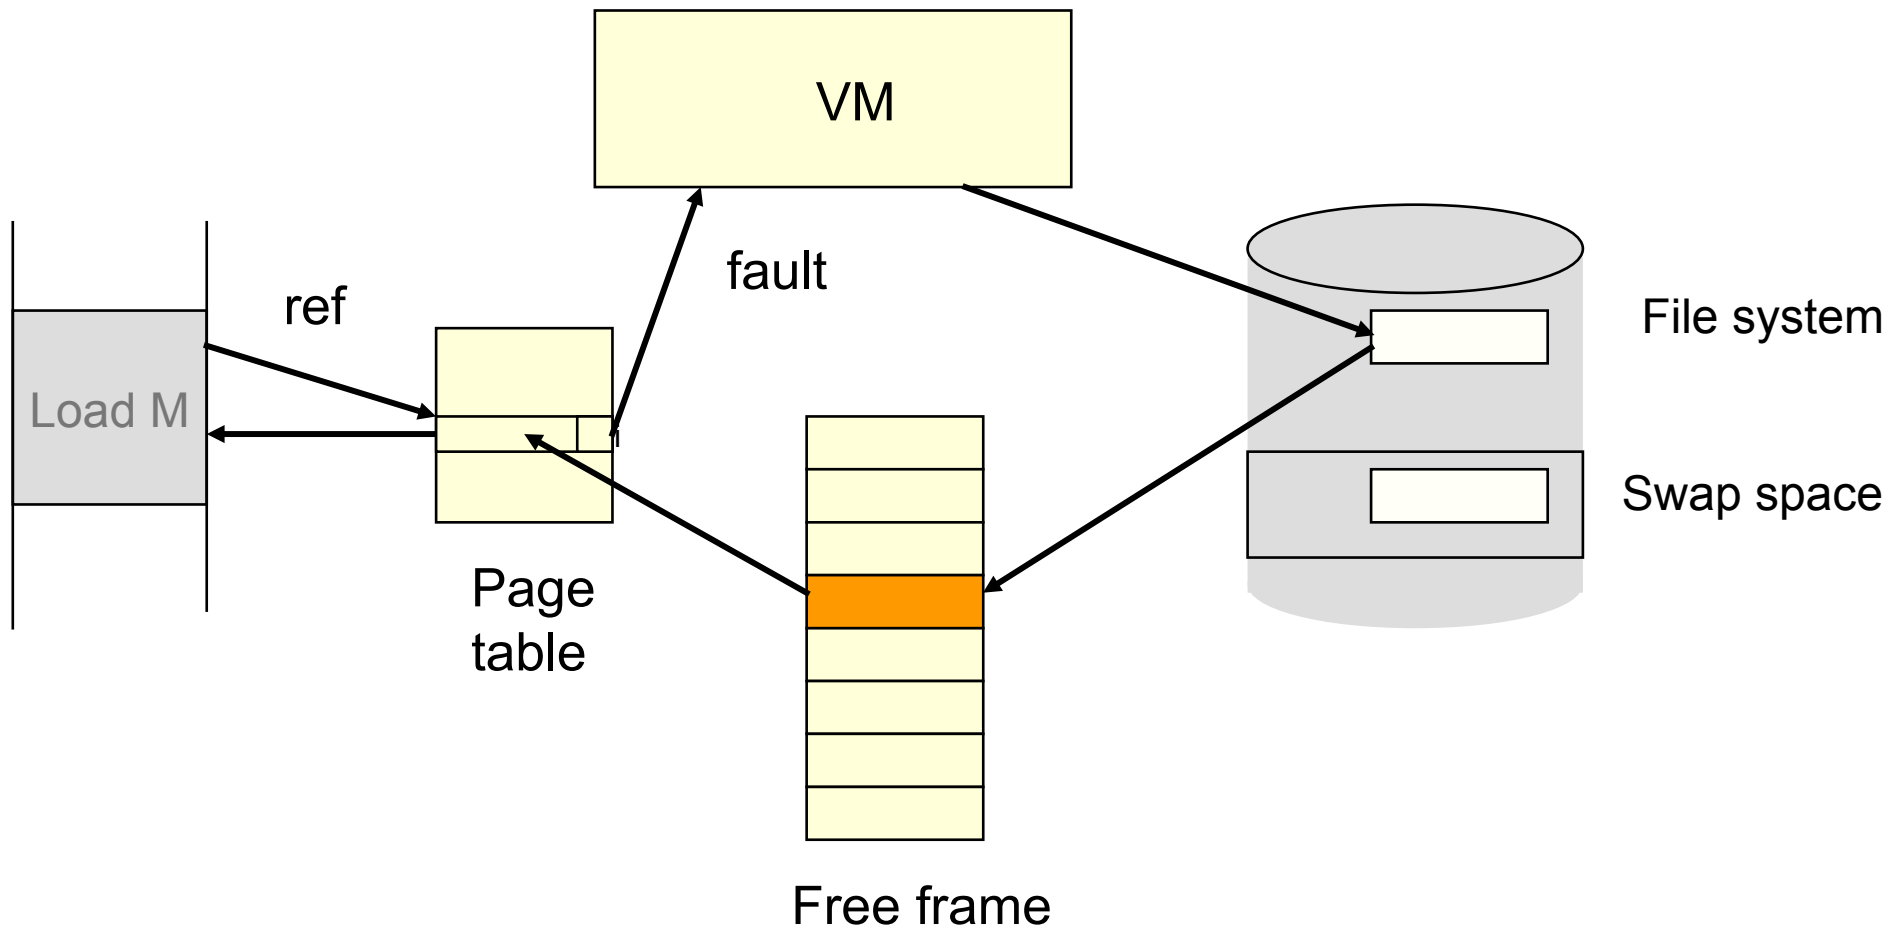 VM
fault
ref
File system
Load M
Swap space
Page
table
Free frame